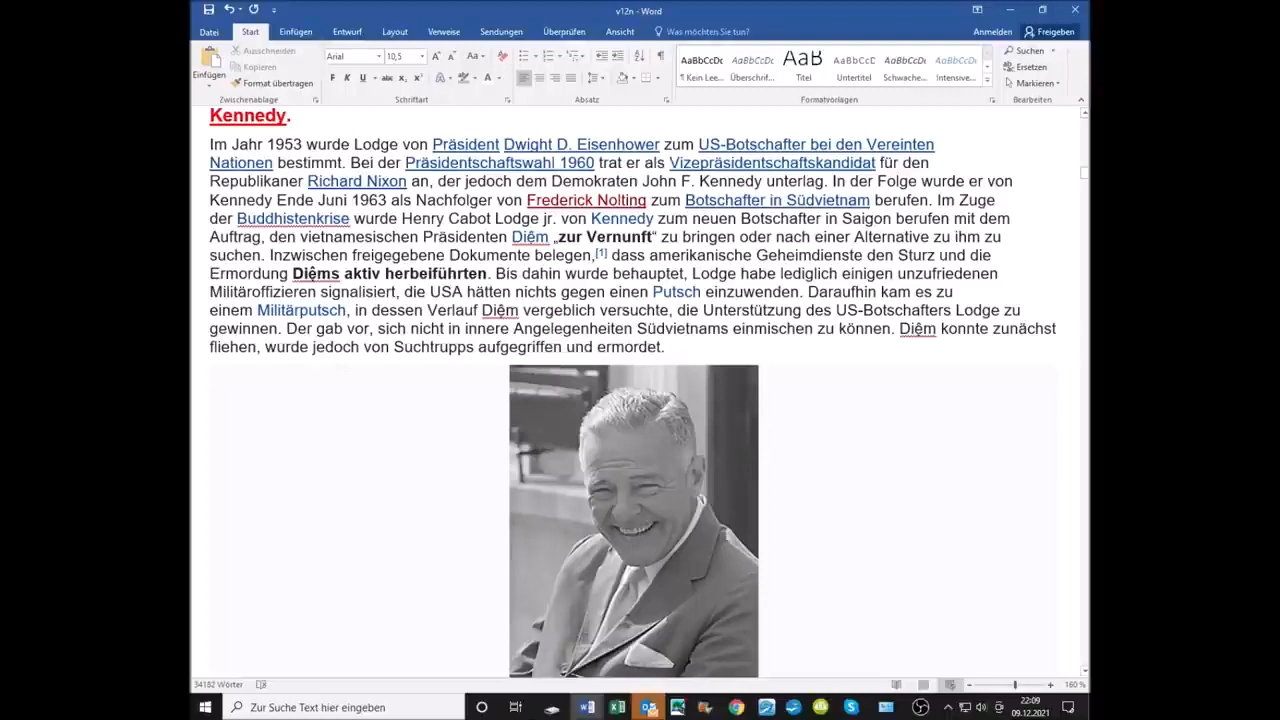 v12n - Word
Datei Start Einfügen Entwurf Layout Verweise Sendungen Überprüfen Ansicht Was möchten Sie tun? Anmelden Freigeben
Einfügen Ausschneiden Kopieren Format übertragen
Arial 10,5
F K U abc x₂ x²
AaBbCcDc AaBbCcDc AaB AaBbCcD AaBbCcDc AaBbCcDc
¶ Kein Lee... Überschrif... Titel Untertitel Schwache... Intensive...
Suchen Ersetzen Markieren
Zwischenablage Schriftart Absatz Formatvorlagen Bearbeiten
Kennedy.
Im Jahr 1953 wurde Lodge von Präsident Dwight D. Eisenhower zum US-Botschafter bei den Vereinten
Nationen bestimmt. Bei der Präsidentschaftswahl 1960 trat er als Vizepräsidentschaftskandidat für den
Republikaner Richard Nixon an, der jedoch dem Demokraten John F. Kennedy unterlag. In der Folge wurde er von
Kennedy Ende Juni 1963 als Nachfolger von Frederick Nolting zum Botschafter in Südvietnam berufen. Im Zuge
der Buddhistenkrise wurde Henry Cabot Lodge jr. von Kennedy zum neuen Botschafter in Saigon berufen mit dem
Auftrag, den vietnamesischen Präsidenten Diệm „zur Vernunft“ zu bringen oder nach einer Alternative zu ihm zu
suchen. Inzwischen freigegebene Dokumente belegen,[1] dass amerikanische Geheimdienste den Sturz und die
Ermordung Diệms aktiv herbeiführten. Bis dahin wurde behauptet, Lodge habe lediglich einigen unzufriedenen
Militäroffizieren signalisiert, die USA hätten nichts gegen einen Putsch einzuwenden. Daraufhin kam es zu
einem Militärputsch, in dessen Verlauf Diệm vergeblich versuchte, die Unterstützung des US-Botschafters Lodge zu
gewinnen. Der gab vor, sich nicht in innere Angelegenheiten Südvietnams einmischen zu können. Diệm konnte zunächst
fliehen, wurde jedoch von Suchtrupps aufgegriffen und ermordet.
34182 Wörter 160 %
Zur Suche Text hier eingeben
22:09
09.12.2021